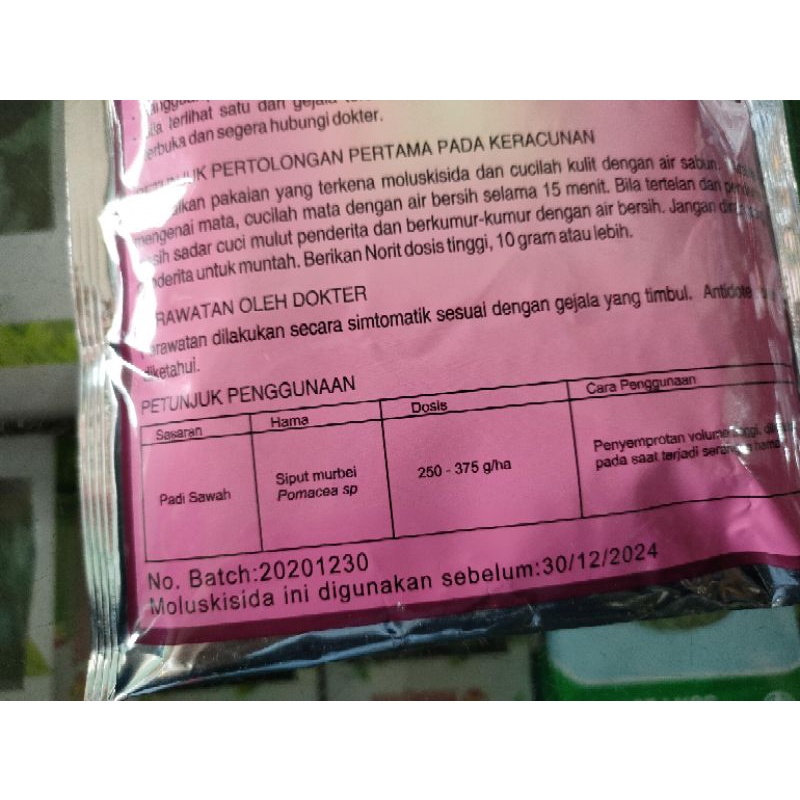 terlihat satu dari gejala
terbuka dan segera hubungi dokter.
PERTOLONGAN PERTAMA PADA KERACUNAN
pakaian yang terkena moluskisida dan cucilah kulit dengan air sabun.
mengenai mata, cucilah mata dengan air bersih selama 15 menit. Bila tertelan dan
sadar cuci mulut penderita dan berkumur-kumur dengan air bersih. Jangan
untuk muntah. Berikan Norit dosis tinggi, 10 gram atau lebih.
RAWATAN OLEH DOKTER
rawatan dilakukan secara simtomatik sesuai dengan gejala yang timbul. Antidote
diketahui.
PETUNJUK PENGGUNAAN
Sasaran Hama Dosis Cara Penggunaan
Padi Sawah Siput murbei Pomacea sp 250 - 375 g/ha Penyemprotan volume tinggi, pada saat terjadi
No. Batch:20201230
Moluskisida ini digunakan sebelum:30/12/2024